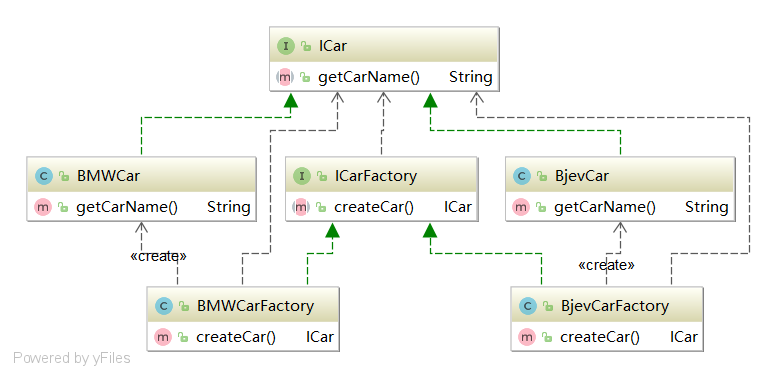 I ICar
m getCarName() String
C BMWCar
m getCarName() String
I ICarFactory
m createCar() ICar
C BjevCar
m getCarName() String
«create»
«create»
C BMWCarFactory
m createCar() ICar
C BjevCarFactory
m createCar() ICar
Powered by yFiles